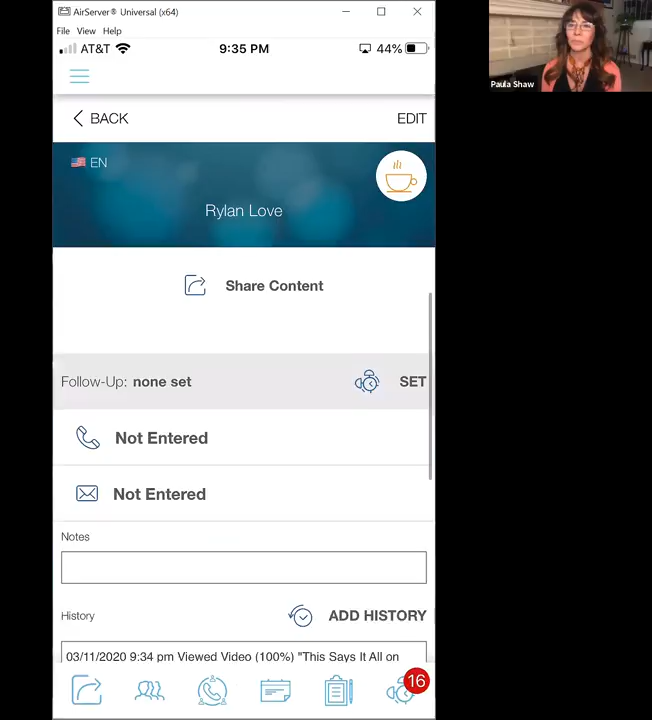 AirServer® Universal (x64)
File View Help
AT&T 9:35 PM 44%
BACK EDIT
EN
Rylan Love
Share Content
Follow-Up: none set SET
Not Entered
Not Entered
Notes
History ADD HISTORY
03/11/2020 9:34 pm Viewed Video (100%) "This Says It All on
16
Paula Shaw